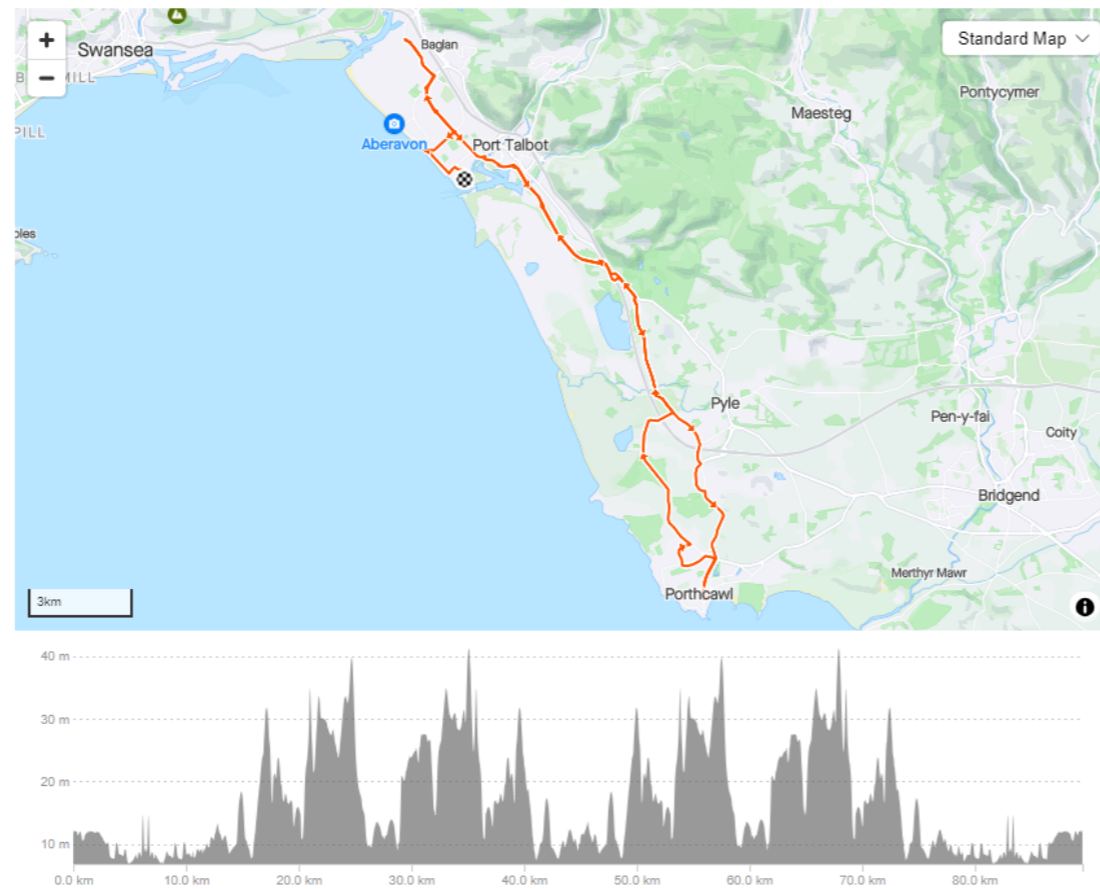 +
Swansea
Baglan
Standard Map
−
MILL
Pontycymer
Maesteg
PILL
Aberavon
Port Talbot
Pyle
Pen-y-fai
Coity
Bridgend
Merthyr Mawr
3km
Porthcawl
40 m
30 m
20 m
10 m
0.0 km 10.0 km 20.0 km 30.0 km 40.0 km 50.0 km 60.0 km 70.0 km 80.0 km